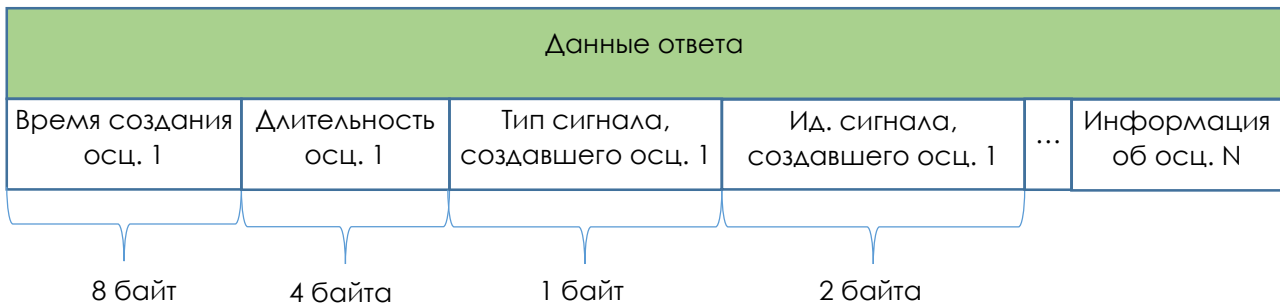 Данные ответа
Время создания
осц. 1
Длительность
осц. 1
Тип сигнала,
создавшего осц. 1
Ид. сигнала,
создавшего осц. 1
...
Информация
об осц. N
8 байт
4 байта
1 байт
2 байта